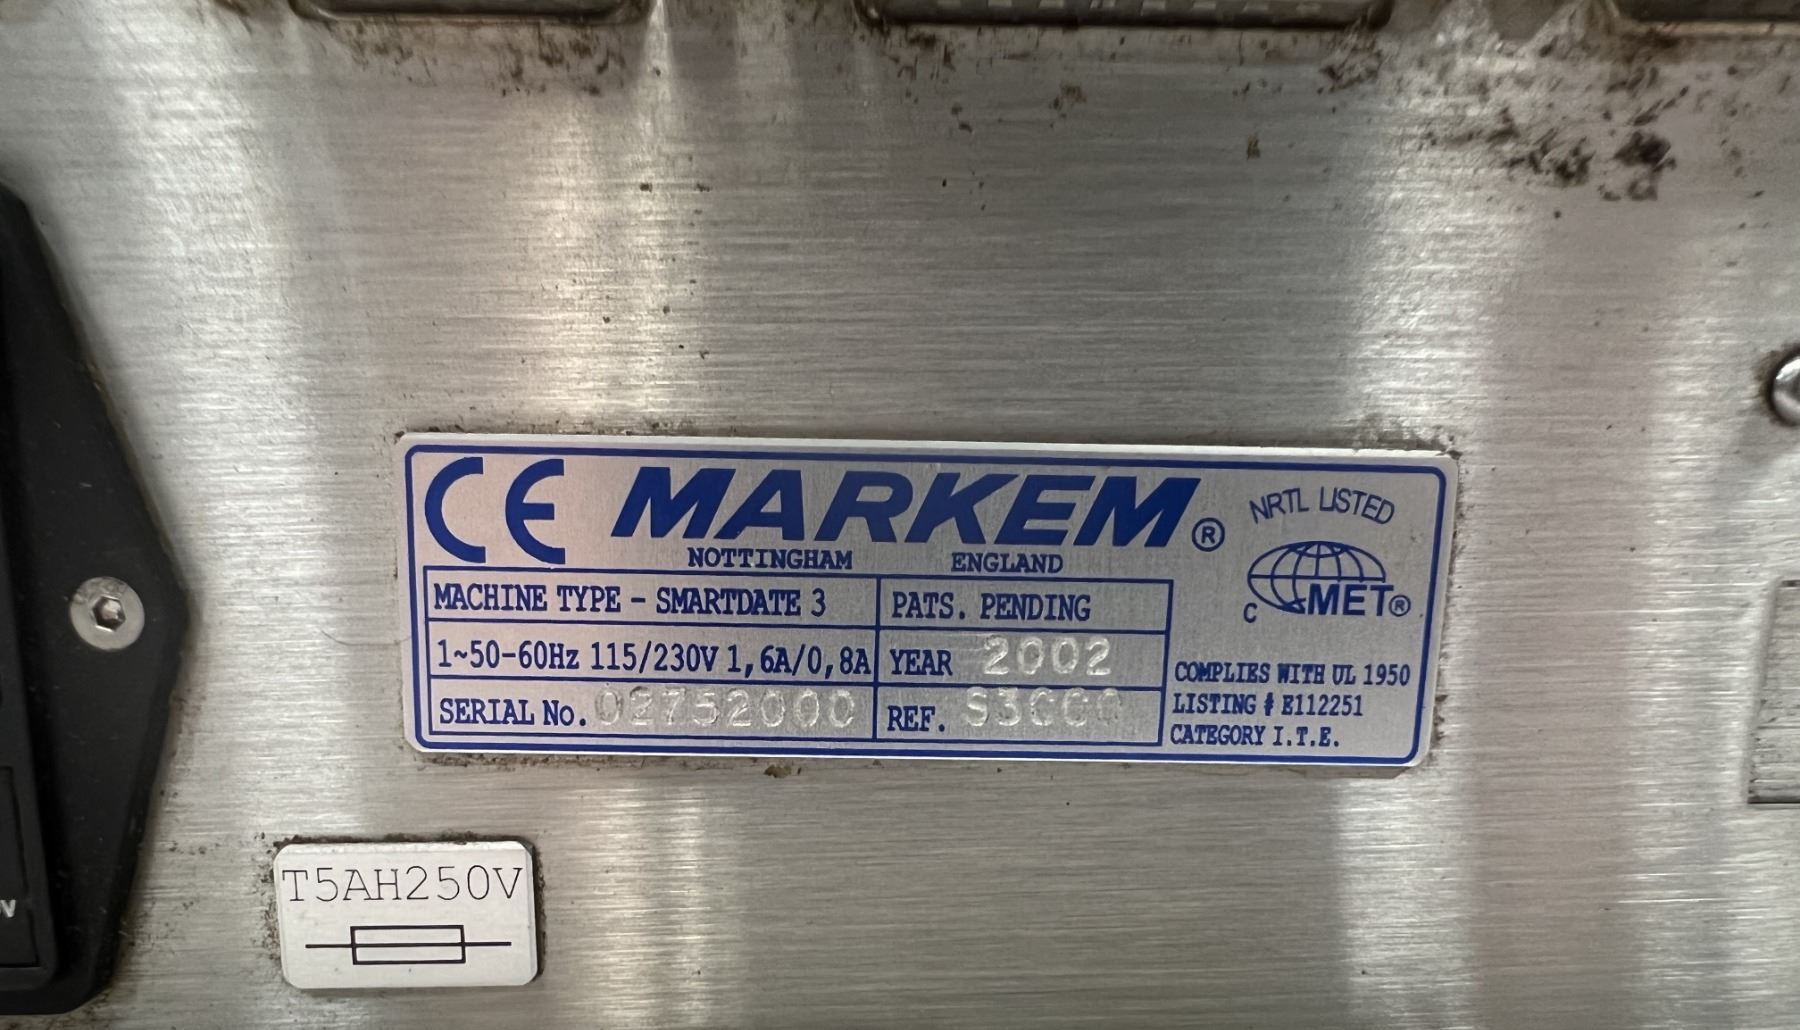 CE MARKEM® NRTL LISTED
NOTTINGHAM ENGLAND
C MET®
MACHINE TYPE - SMARTDATE 3
PATS. PENDING
1~50-60Hz 115/230V 1,6A/0,8A
YEAR 2002
SERIAL No. 02752000
REF.
COMPLIES WITH UL 1950
LISTING # E112251
CATEGORY I.T.E.
T5AH250V